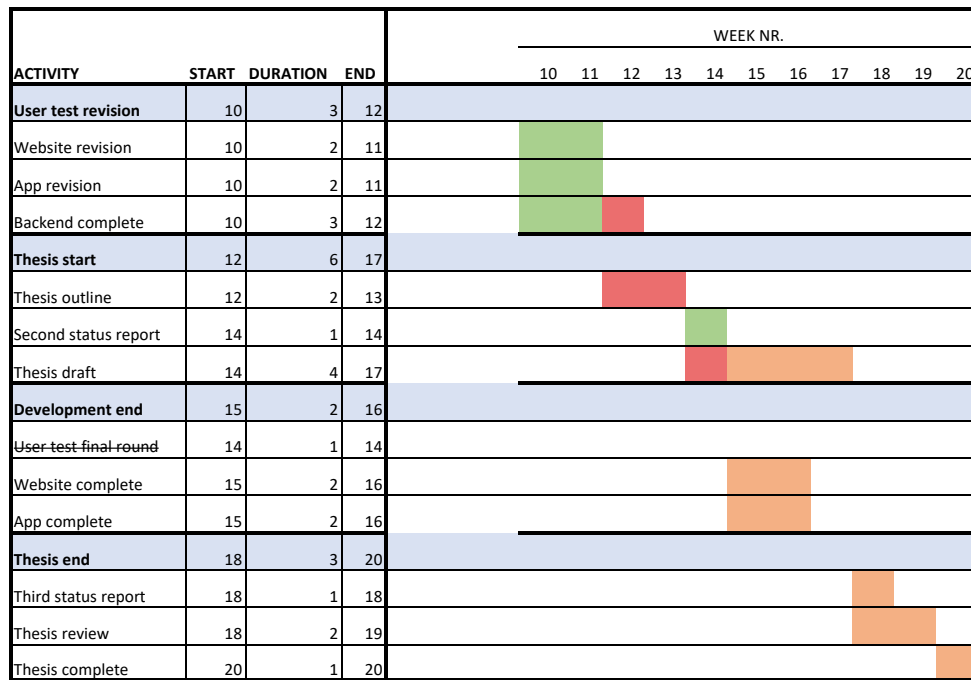 WEEK NR.
ACTIVITY START DURATION END 10 11 12 13 14 15 16 17 18 19 20
User test revision 10 3 12
Website revision 10 2 11
App revision 10 2 11
Backend complete 10 3 12
Thesis start 12 6 17
Thesis outline 12 2 13
Second status report 14 1 14
Thesis draft 14 4 17
Development end 15 2 16
User test final round 14 1 14
Website complete 15 2 16
App complete 15 2 16
Thesis end 18 3 20
Third status report 18 1 18
Thesis review 18 2 19
Thesis complete 20 1 20